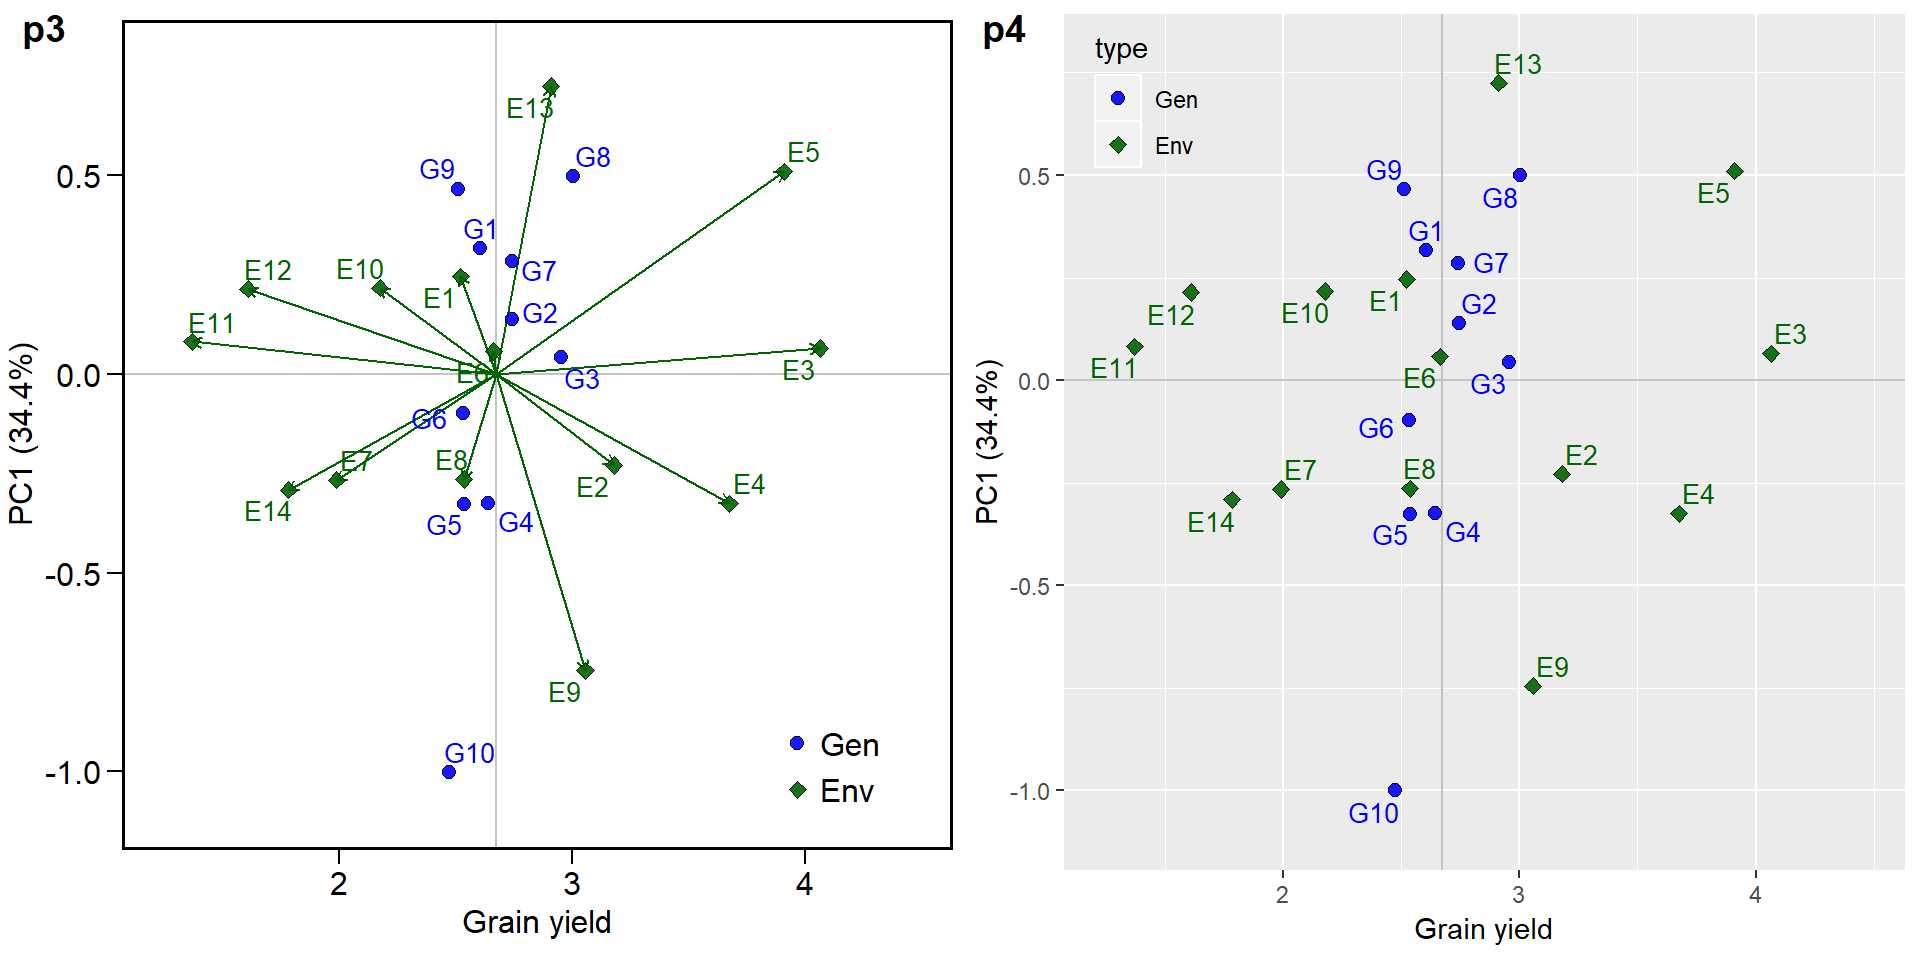 p3
E13
E5
G8
G9
G1
E12
E10
G7
E1
G2
E11
E6
E3
G3
G6
E7
E8
E2
E4
E14
G5
G4
E9
G10
Gen
Env
0.5
0.0
-0.5
-1.0
PC1 (34.4%)
2 3 4
Grain yield
p4
type
Gen
Env
E13
G9
G8
E5
G1
G7
E1
G2
E12
E10
E3
E11
E6
G3
G6
E7
E8
E2
E14
E4
G5
G4
E9
G10
0.5
0.0
-0.5
-1.0
PC1 (34.4%)
2 3 4
Grain yield